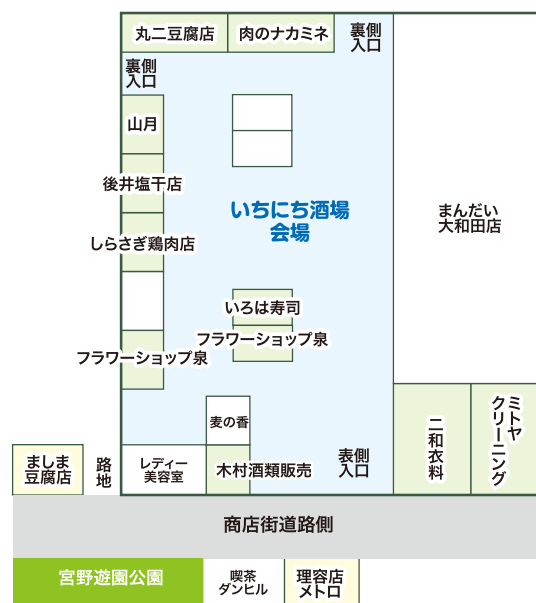 丸二豆腐店
肉のナカミネ
裏側
入口
裏側
入口
山月
後井塩干店
いちにち酒場
会場
まんだい
大和田店
しらさぎ鶏肉店
いろは寿司
フラワーショップ泉
フラワーショップ泉
麦の香
二和衣料
ミトヤ
クリーニング
ましま
豆腐店
路地
レディー
美容室
木村酒類販売
表側
入口
商店街道路側
宮野遊園公園
喫茶
ダンヒル
理容店
メトロ